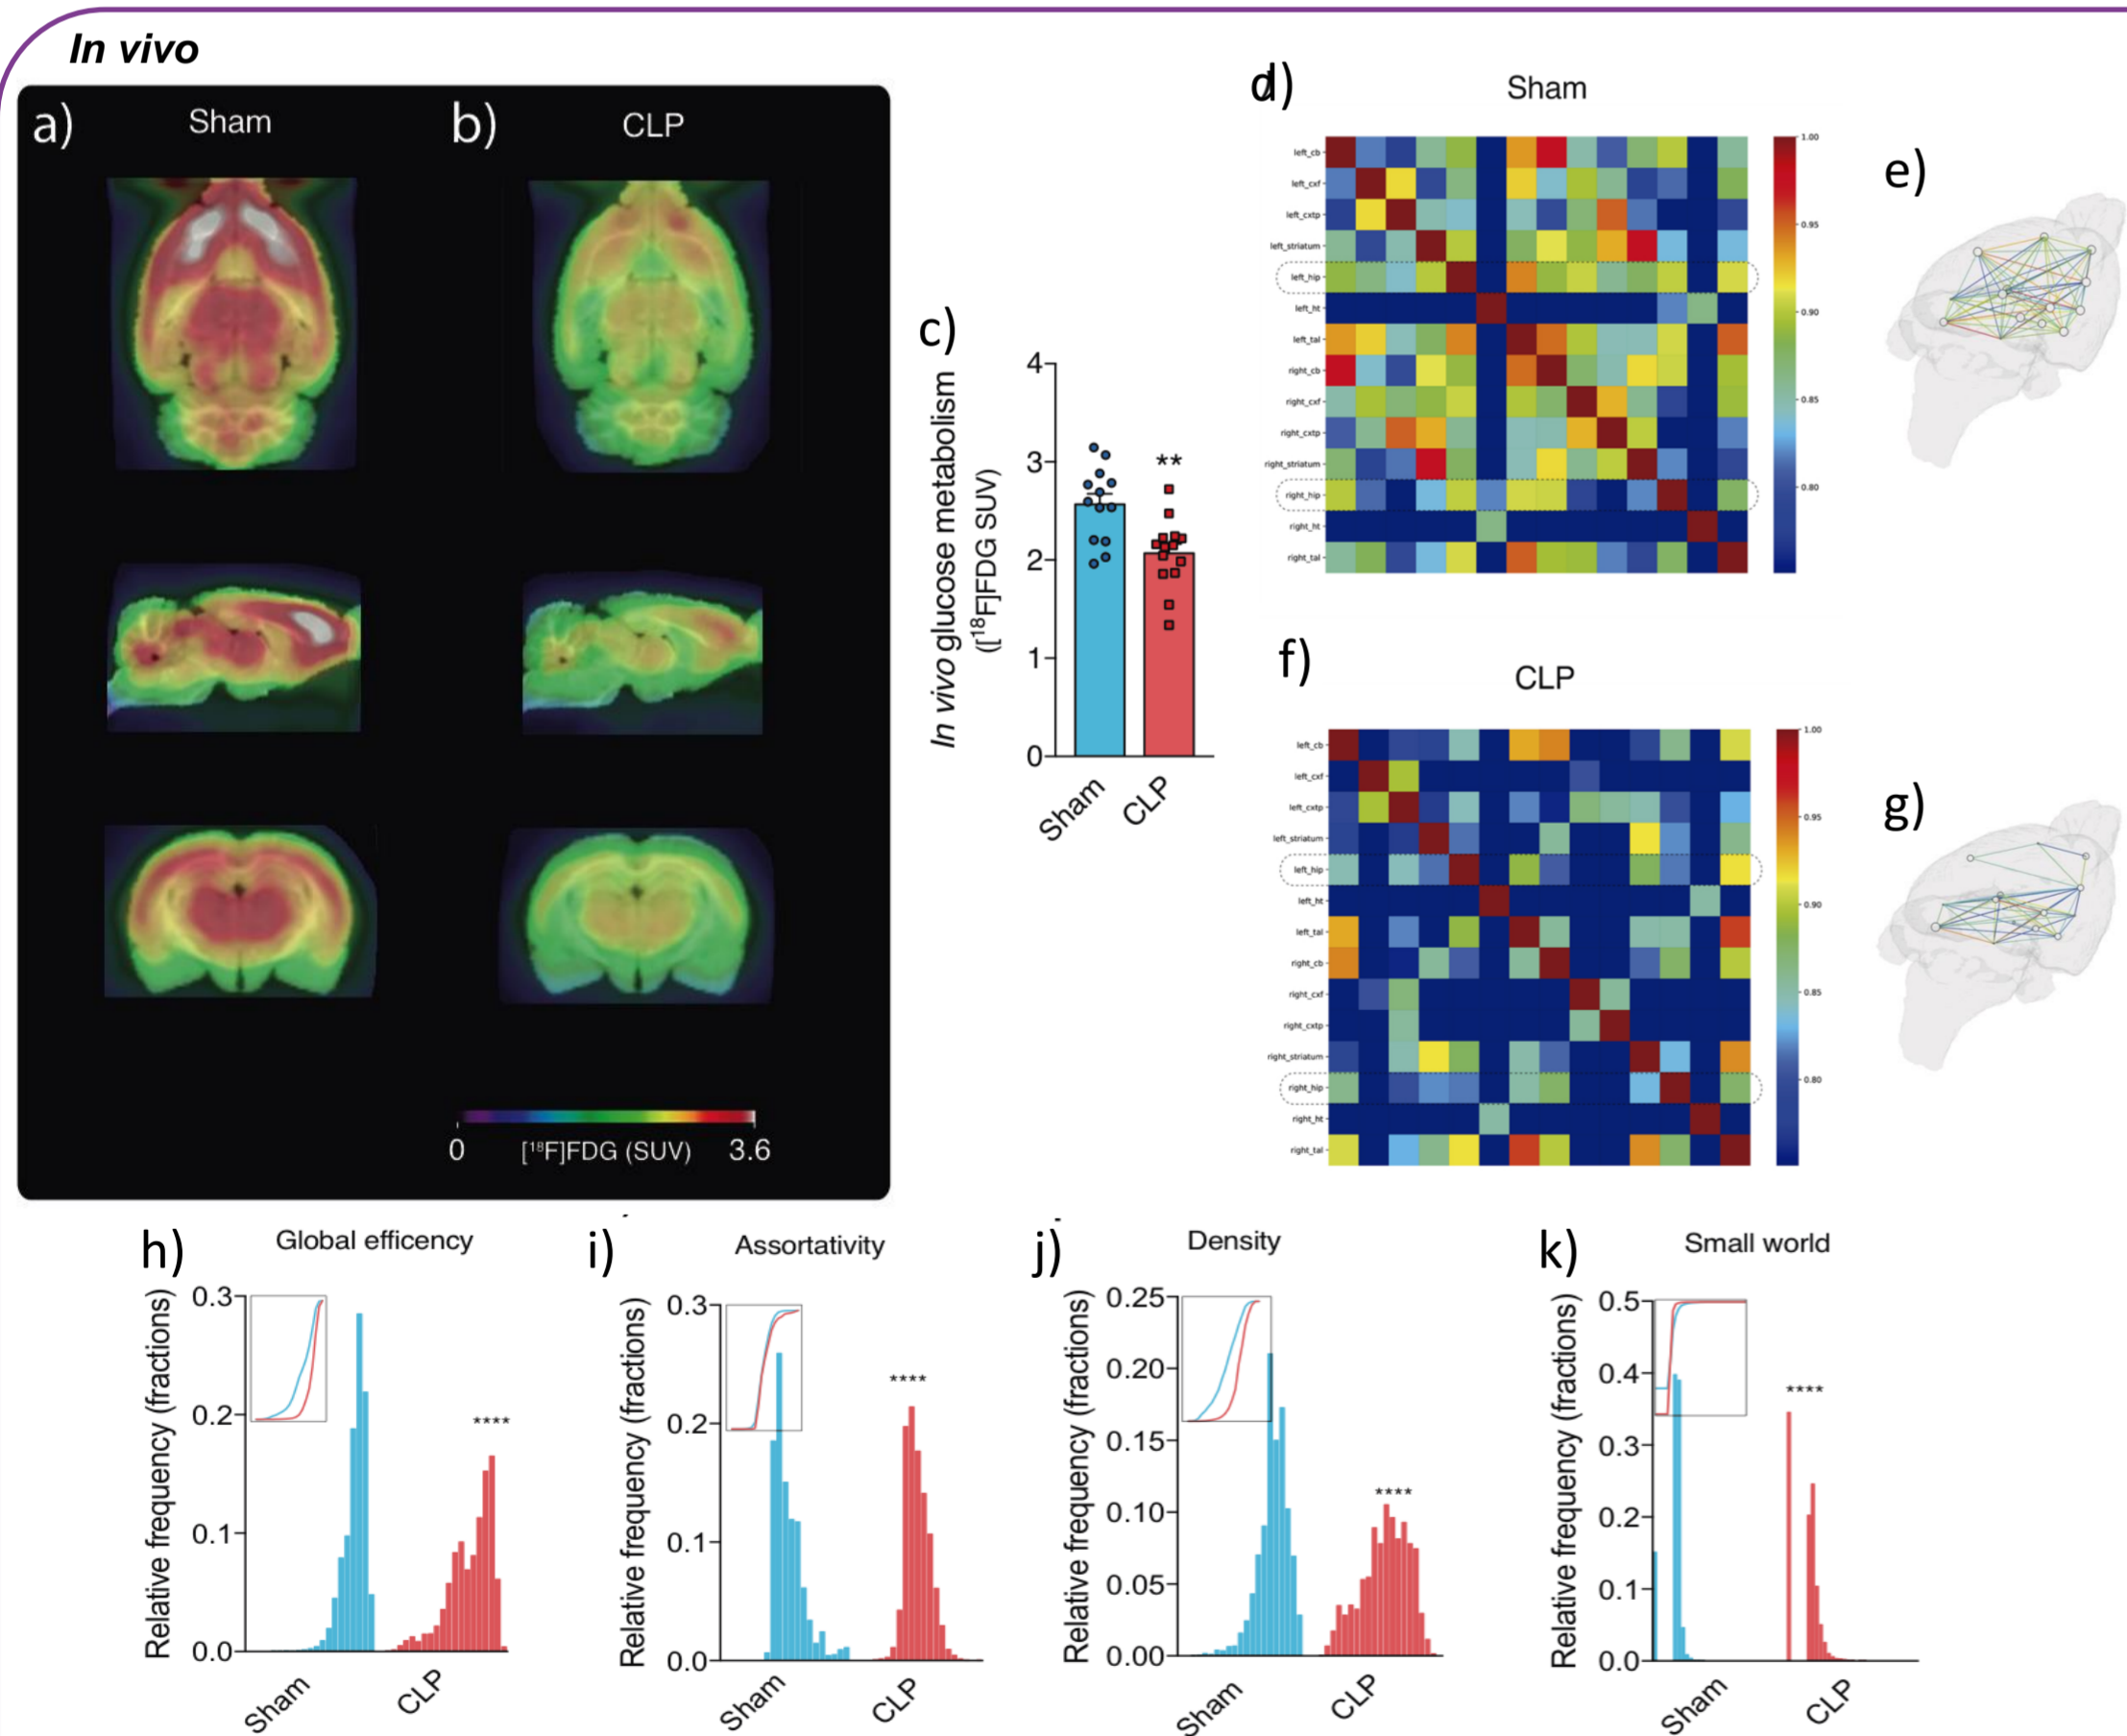 In vivo
a)
Sham
b)
CLP
0
[¹⁸F]FDG (SUV)
3.6
c)
In vivo glucose metabolism
([¹⁸F]FDG SUV)
4
3
2
1
0
**
Sham
CLP
d)
Sham
left_cb
left_cxf
left_cxtp
left_striatum
left_hip
left_ht
left_tal
right_cb
right_cxf
right_cxtp
right_striatum
right_hip
right_ht
right_tal
1.00
0.95
0.90
0.85
0.80
e)
f)
CLP
left_cb
left_cxf
left_cxtp
left_striatum
left_hip
left_ht
left_tal
right_cb
right_cxf
right_cxtp
right_striatum
right_hip
right_ht
right_tal
1.00
0.95
0.90
0.85
0.80
g)
h)
Global efficency
Relative frequency (fractions)
0.3
0.2
0.1
0.0
****
Sham
CLP
i)
Assortativity
Relative frequency (fractions)
0.3
0.2
0.1
0.0
****
Sham
CLP
j)
Density
Relative frequency (fractions)
0.25
0.20
0.15
0.10
0.05
0.00
****
Sham
CLP
k)
Small world
Relative frequency (fractions)
0.5
0.4
0.3
0.2
0.1
0.0
****
Sham
CLP